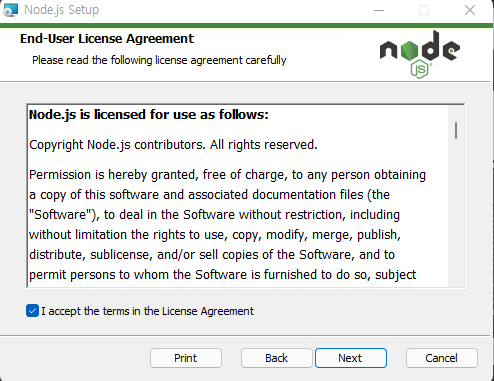 Node.js Setup
End-User License Agreement
Please read the following license agreement carefully
node
JS
Node.js is licensed for use as follows:
Copyright Node.js contributors. All rights reserved.
Permission is hereby granted, free of charge, to any person obtaining
a copy of this software and associated documentation files (the
"Software"), to deal in the Software without restriction, including
without limitation the rights to use, copy, modify, merge, publish,
distribute, sublicense, and/or sell copies of the Software, and to
permit persons to whom the Software is furnished to do so, subject
I accept the terms in the License Agreement
Print Back Next Cancel